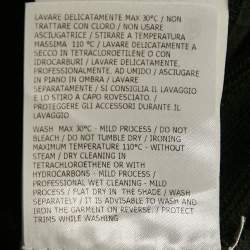 LAVARE DELICATAMENTE MAX 30°C / NON
TRATTARE CON CLORO / NON USARE
ASCIUGATRICE / STIRARE A TEMPERATURA
MASSIMA 110 °C / LAVARE DELICATAMENTE A
SECCO IN TETRACLOROETILENE O CON
IDROCARBURI / LAVARE DELICATAMENTE,
PROFESSIONALMENTE, AD UMIDO / ASCIUGARE
IN PIANO IN OMBRA / LAVARE
SEPARATAMENTE / SI CONSIGLIA IL LAVAGGIO
E LO STIRO A CAPO ROVESCIATO. /
PROTEGGERE GLI ACCESSORI DURANTE IL
LAVAGGIO
WASH MAX 30°C - MILD PROCESS / DO NOT
BLEACH / DO NOT TUMBLE DRY / IRONING
MAXIMUM TEMPERATURE 110°C - WITHOUT
STEAM / DRY CLEANING IN
TETRACHLOROETHENE OR WITH
HYDROCARBONS - MILD PROCESS /
PROFESSIONAL WET CLEANING - MILD
PROCESS / FLAT DRY IN THE SHADE / WASH
SEPARATELY / IT IS ADVISABLE TO WASH AND
IRON THE GARMENT ON REVERSE. / PROTECT
TRIMS WHILE WASHING